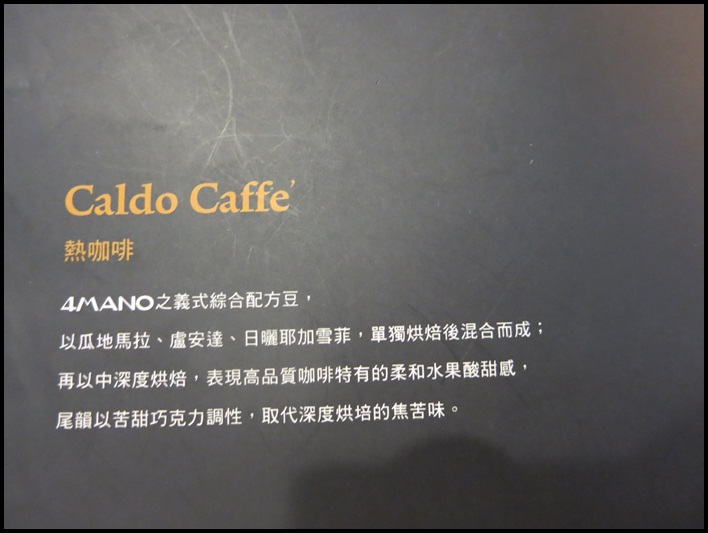 Caldo Caffe’
熱咖啡
4MANO之義式綜合配方豆，
以瓜地馬拉、盧安達、日曬耶加雪菲，單獨烘焙後混合而成；
再以中深度烘焙，表現高品質咖啡特有的柔和水果酸甜感，
尾韻以苦甜巧克力調性，取代深度烘培的焦苦味。